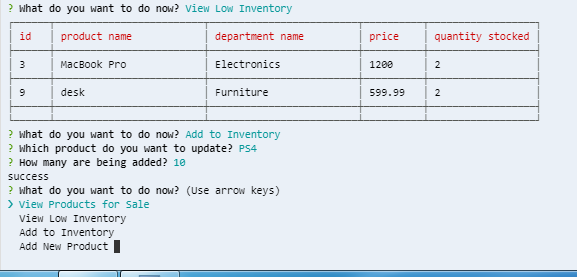 ? What do you want to do now? View Low Inventory
id product name department name price quantity stocked
3 MacBook Pro Electronics 1200 2
9 desk Furniture 599.99 2
? What do you want to do now? Add to Inventory
? Which product do you want to update? PS4
? How many are being added? 10
success
? What do you want to do now? (Use arrow keys)
❯ View Products for Sale
View Low Inventory
Add to Inventory
Add New Product